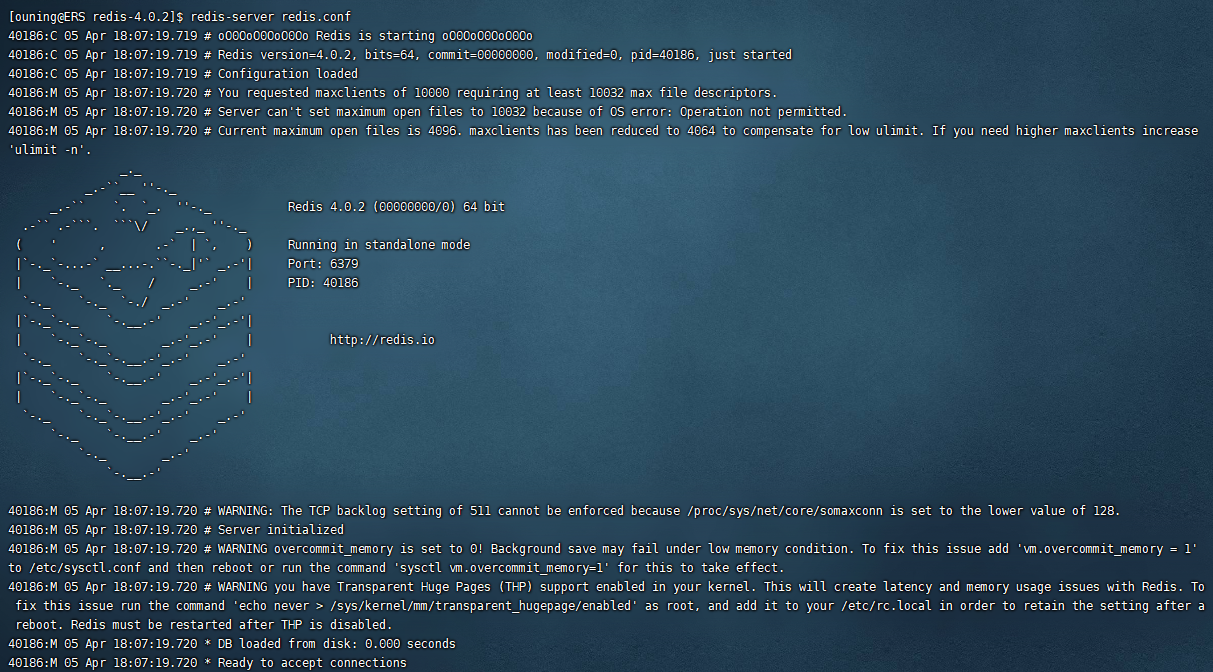 [ouning@ERS redis-4.0.2]$ redis-server redis.conf
40186:C 05 Apr 18:07:19.719 # oO0OoO0OoO0Oo Redis is starting oO0OoO0OoO0Oo
40186:C 05 Apr 18:07:19.719 # Redis version=4.0.2, bits=64, commit=00000000, modified=0, pid=40186, just started
40186:C 05 Apr 18:07:19.719 # Configuration loaded
40186:M 05 Apr 18:07:19.720 # You requested maxclients of 10000 requiring at least 10032 max file descriptors.
40186:M 05 Apr 18:07:19.720 # Server can't set maximum open files to 10032 because of OS error: Operation not permitted.
40186:M 05 Apr 18:07:19.720 # Current maximum open files is 4096. maxclients has been reduced to 4064 to compensate for low ulimit. If you need higher maxclients increase
'ulimit -n'.
Redis 4.0.2 (00000000/0) 64 bit
Running in standalone mode
Port: 6379
PID: 40186
http://redis.io
40186:M 05 Apr 18:07:19.720 # WARNING: The TCP backlog setting of 511 cannot be enforced because /proc/sys/net/core/somaxconn is set to the lower value of 128.
40186:M 05 Apr 18:07:19.720 # Server initialized
40186:M 05 Apr 18:07:19.720 # WARNING overcommit_memory is set to 0! Background save may fail under low memory condition. To fix this issue add 'vm.overcommit_memory = 1'
to /etc/sysctl.conf and then reboot or run the command 'sysctl vm.overcommit_memory=1' for this to take effect.
40186:M 05 Apr 18:07:19.720 # WARNING you have Transparent Huge Pages (THP) support enabled in your kernel. This will create latency and memory usage issues with Redis. To
fix this issue run the command 'echo never > /sys/kernel/mm/transparent_hugepage/enabled' as root, and add it to your /etc/rc.local in order to retain the setting after a
reboot. Redis must be restarted after THP is disabled.
40186:M 05 Apr 18:07:19.720 * DB loaded from disk: 0.000 seconds
40186:M 05 Apr 18:07:19.720 * Ready to accept connections